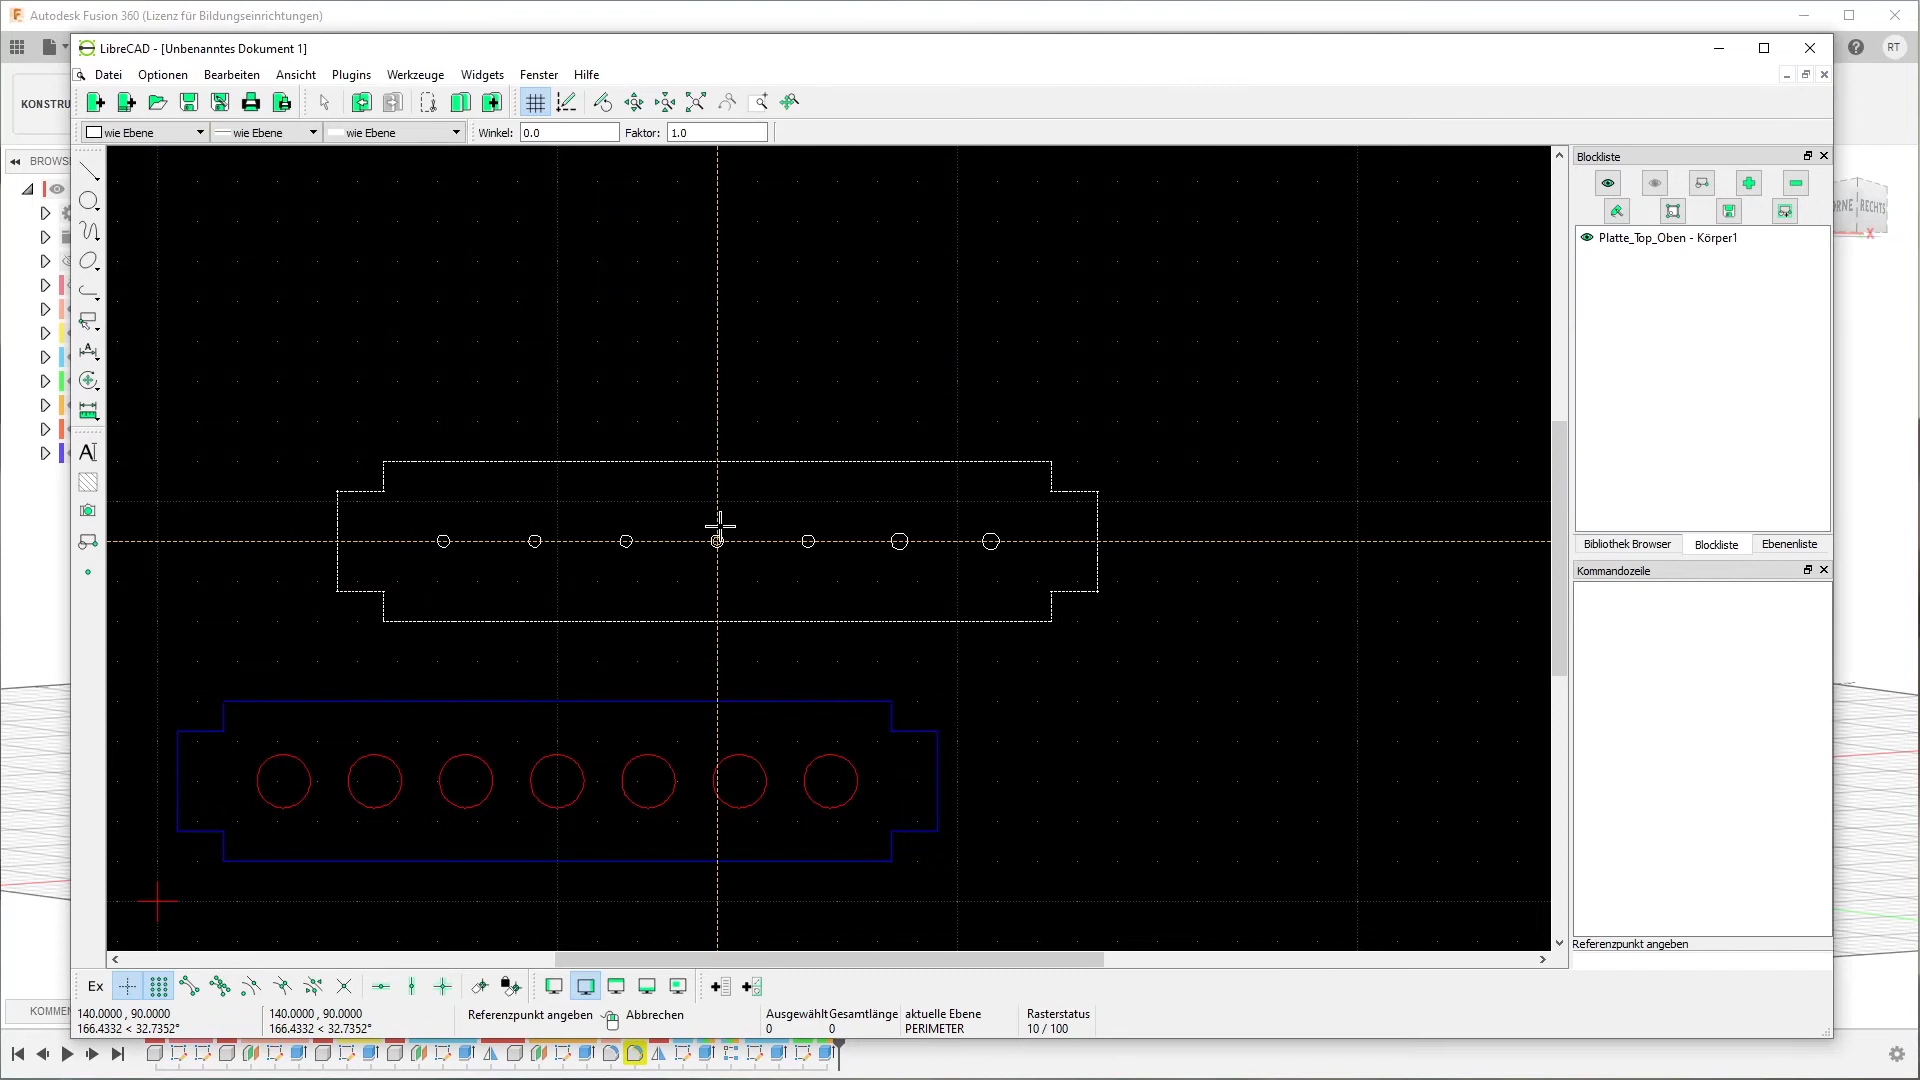 Autodesk Fusion 360 (Lizenz für Bildungseinrichtungen)
RT
LibreCAD - [Unbenanntes Dokument 1]
Datei Optionen Bearbeiten Ansicht Plugins Werkzeuge Widgets Fenster Hilfe
KONSTRU
wie Ebene wie Ebene wie Ebene Winkel: 0.0 Faktor: 1.0
BROWS
Blockliste
RNE RECHTS
X
Platte_Top_Oben - Körper1
Bibliothek Browser Blockliste Ebenenliste
Kommandozeile
Referenzpunkt angeben
Ex
KOMMEN
140.0000 , 90.0000
166.4332 < 32.7352°
140.0000 , 90.0000
166.4332 < 32.7352°
Referenzpunkt angeben Abbrechen
Ausgewählt Gesamtlänge
0 0
aktuelle Ebene
PERIMETER
Rasterstatus
10 / 100